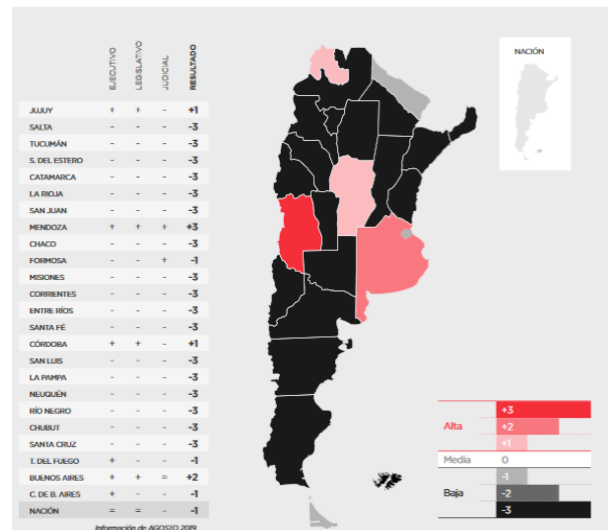 EJECUTIVO LEGISLATIVO JUDICIAL RESULTADO
JUJUY + + - +1
SALTA - - - -3
TUCUMÁN - - - -3
S. DEL ESTERO - - - -3
CATAMARCA - - - -3
LA RIOJA - - - -3
SAN JUAN - - - -3
MENDOZA + + + +3
CHACO - - - -3
FORMOSA - - + -1
MISIONES - - - -3
CORRIENTES - - - -3
ENTRE RÍOS - - - -3
SANTA FÉ - - - -3
CÓRDOBA + + - +1
SAN LUIS - - - -3
LA PAMPA - - - -3
NEUQUÉN - - - -3
RÍO NEGRO - - - -3
CHUBUT - - - -3
SANTA CRUZ - - - -3
T. DEL FUEGO + - - -1
BUENOS AIRES + + = +2
C. DE B. AIRES + - - -1
NACIÓN = = - -1
Información de AGOSTO 2019
NACIÓN
+3
Alta +2
+1
Media 0
-1
Baja -2
-3